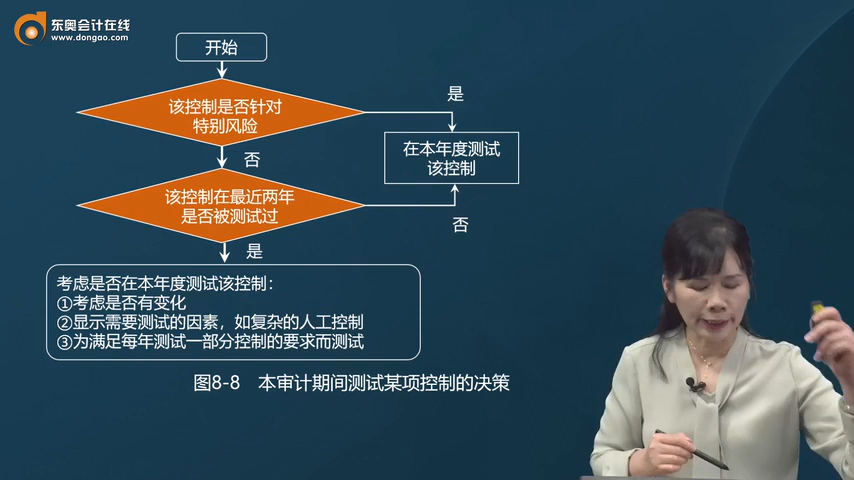 东奥会计在线
www.dongao.com
开始
该控制是否针对
特别风险
是
在本年度测试
该控制
否
该控制在最近两年
是否被测试过
否
是
考虑是否在本年度测试该控制：
①考虑是否有变化
②显示需要测试的因素，如复杂的人工控制
③为满足每年测试一部分控制的要求而测试
图8-8 本审计期间测试某项控制的决策